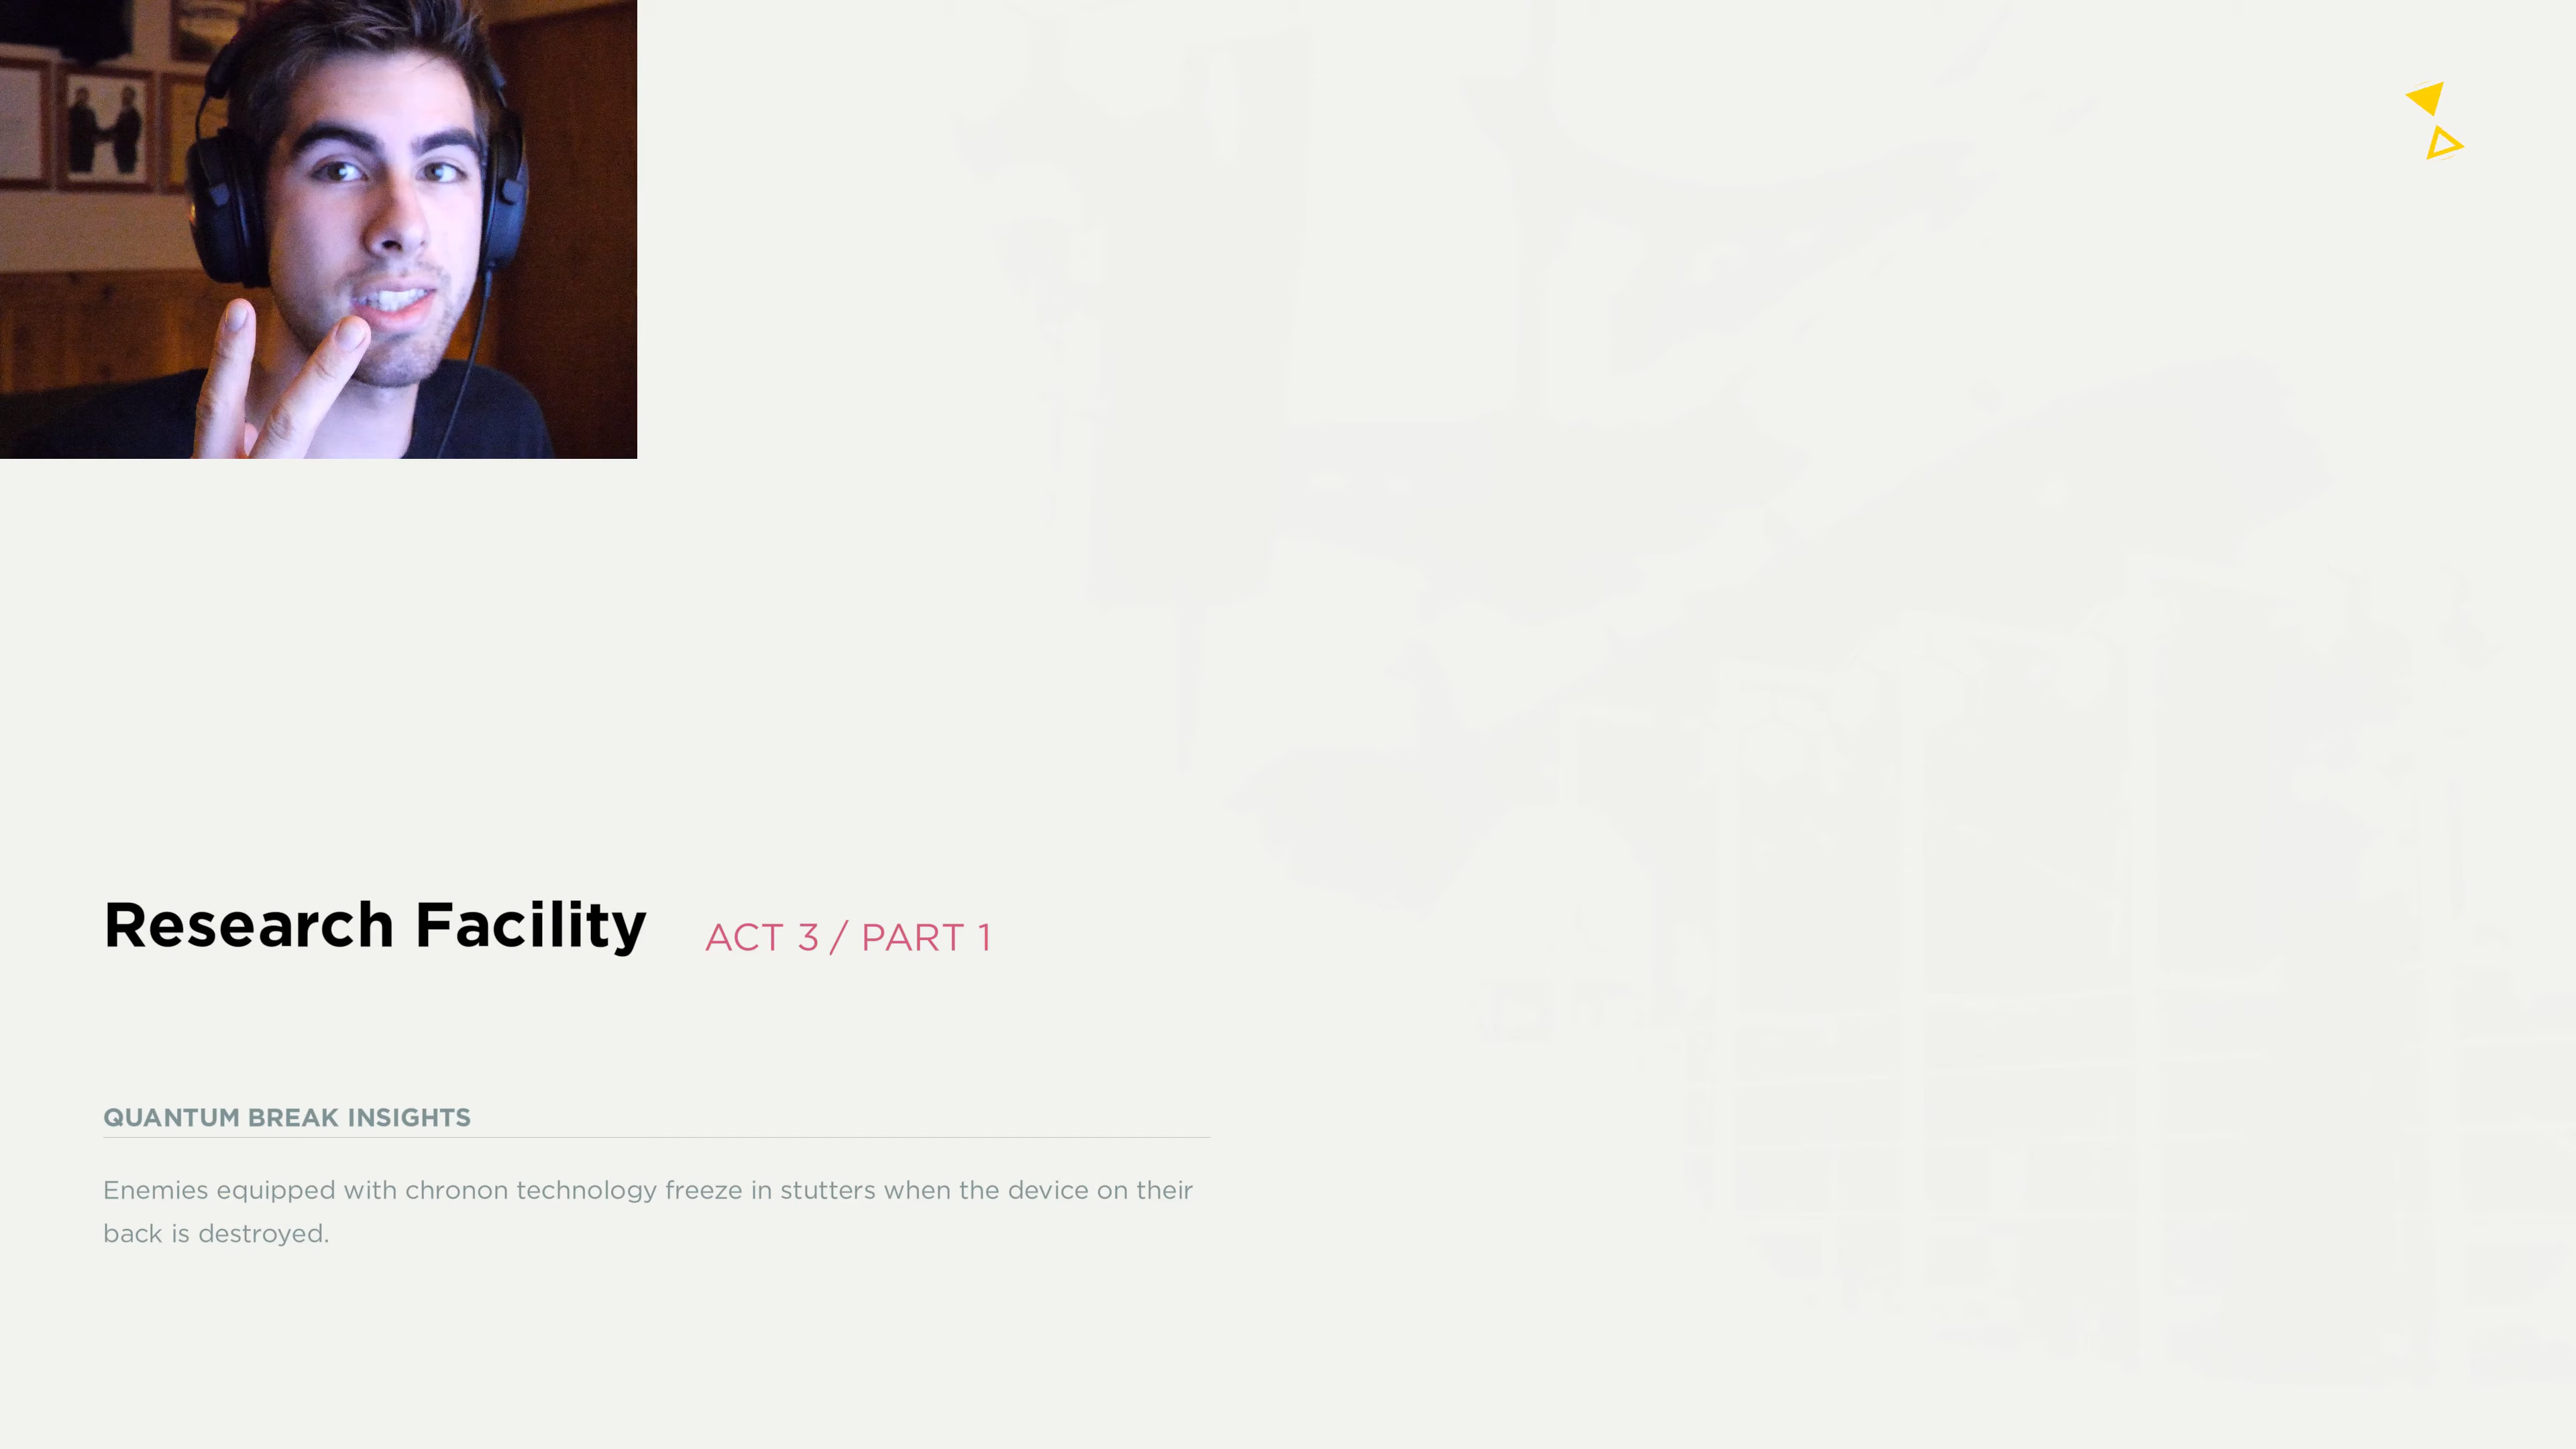 Research Facility ACT 3 / PART 1
QUANTUM BREAK INSIGHTS
Enemies equipped with chronon technology freeze in stutters when the device on their
back is destroyed.